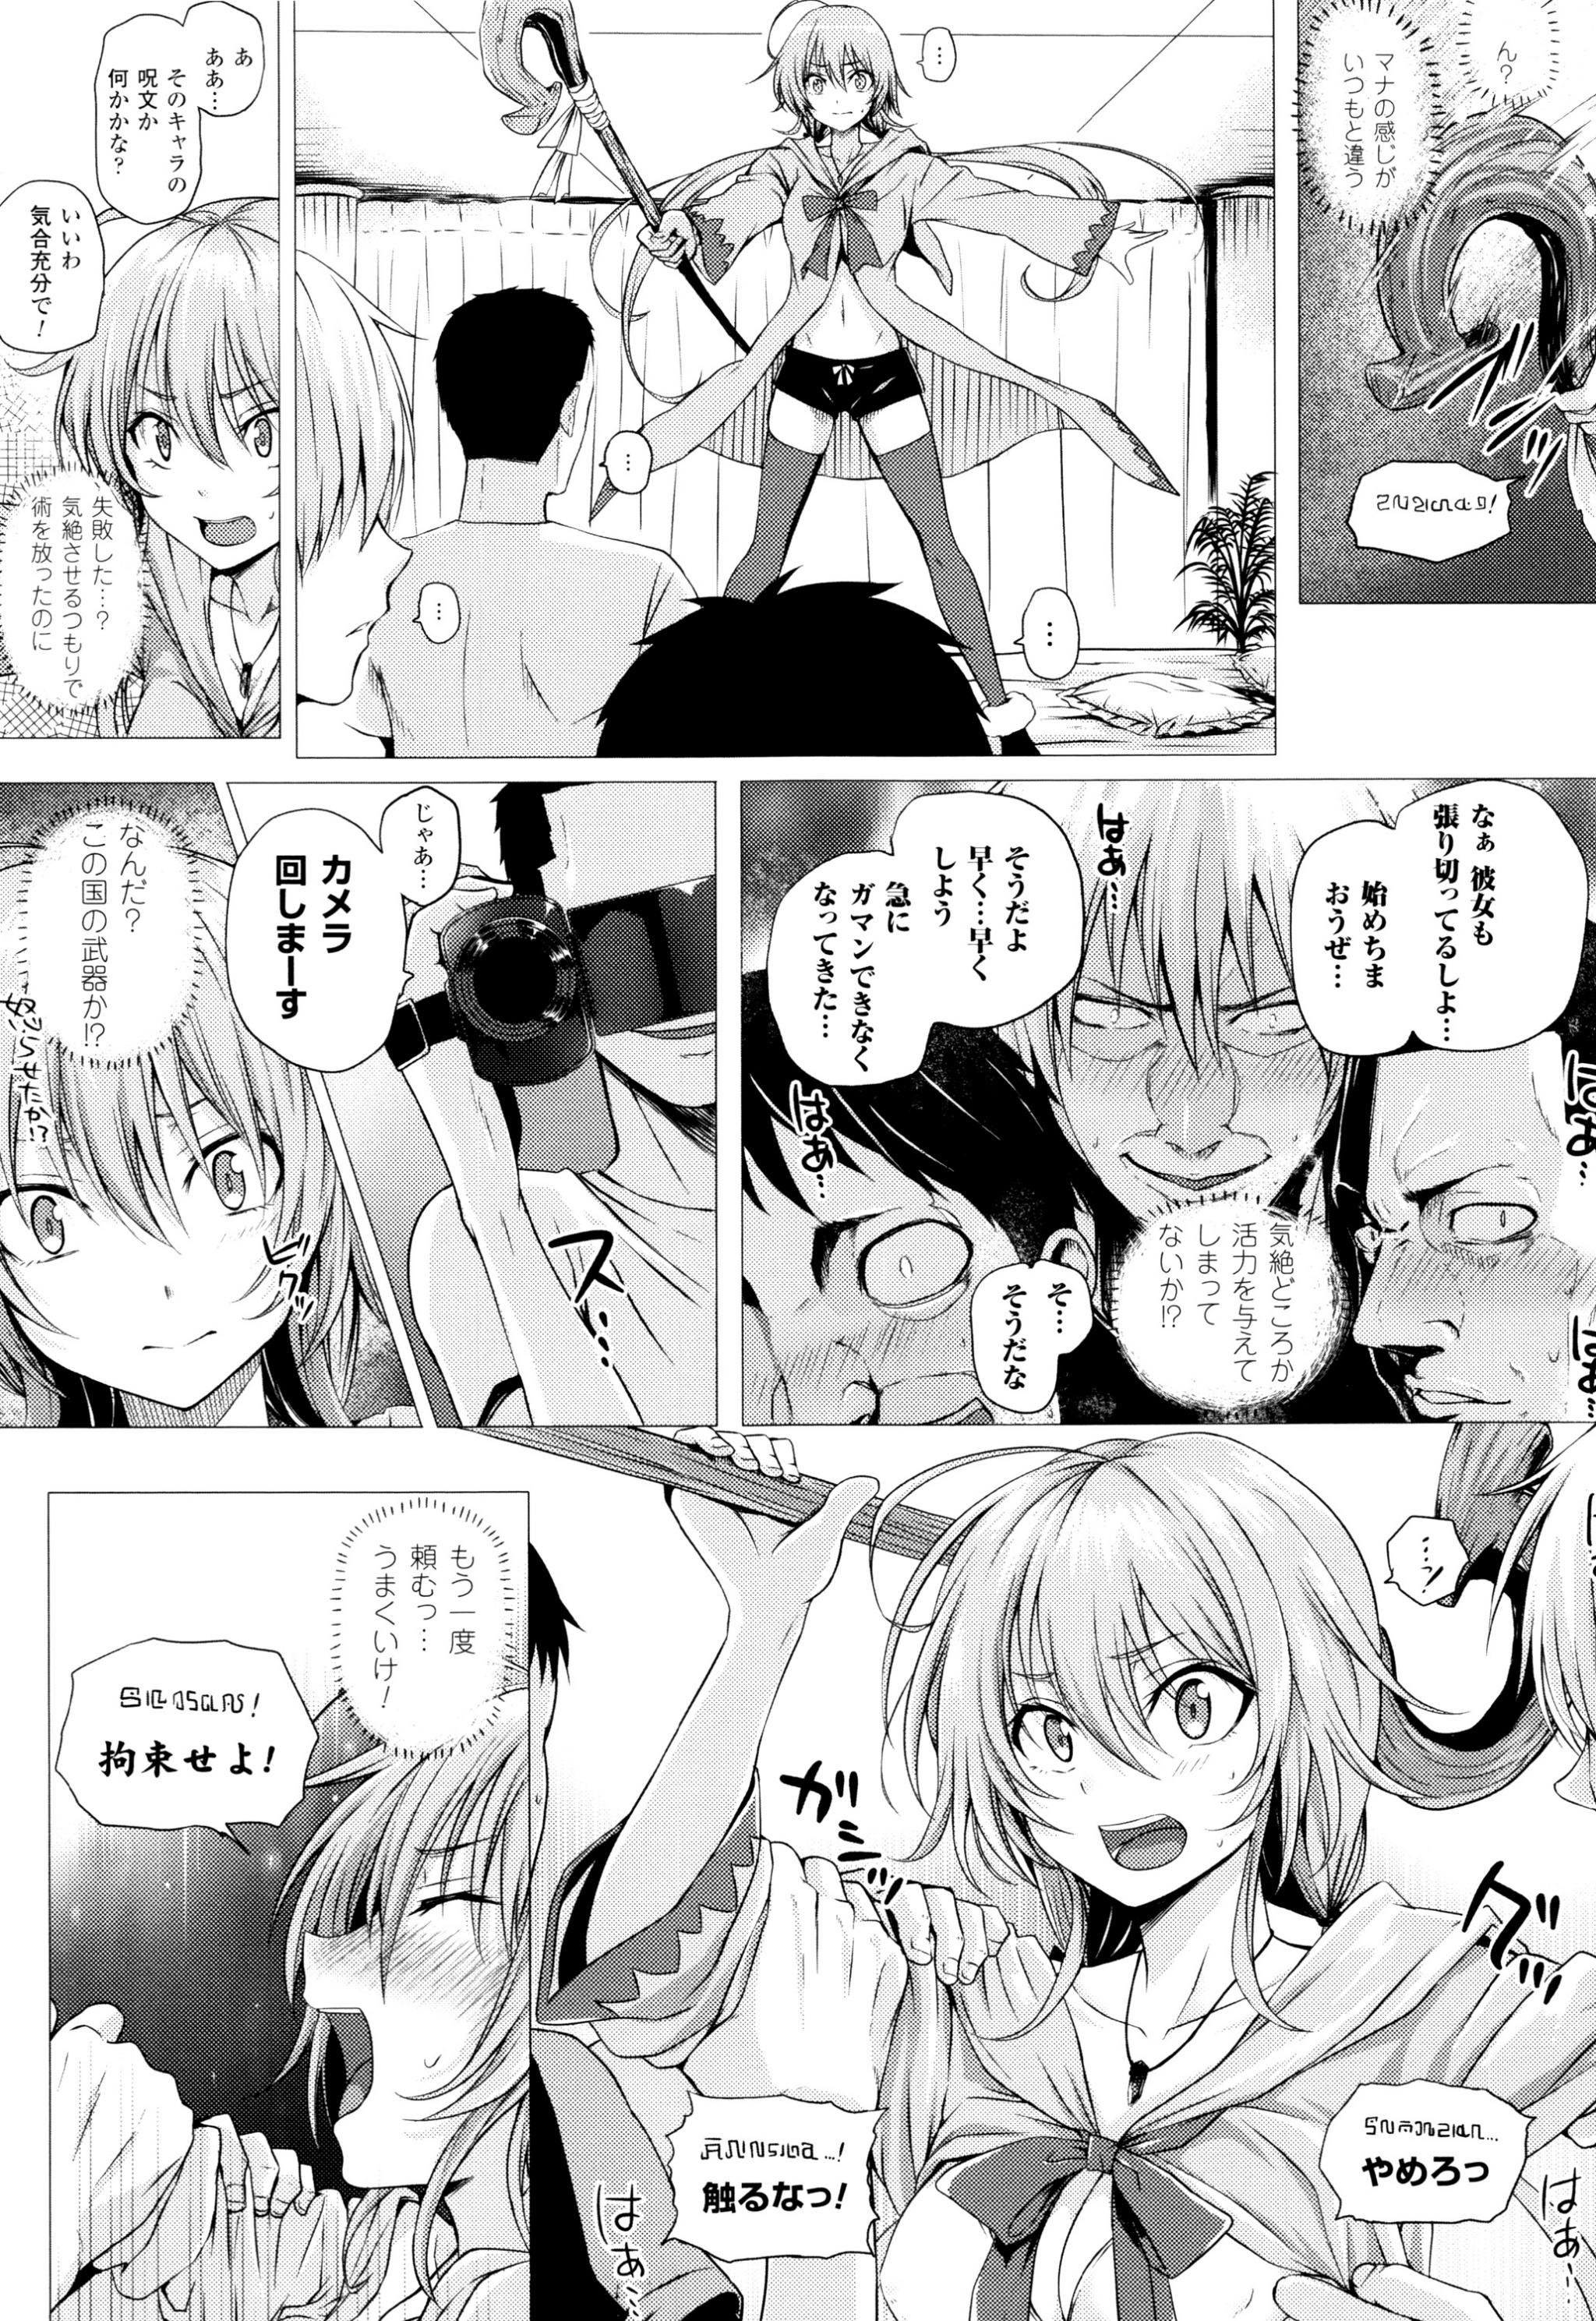 ん?
マナの感じが
いつもと違う
…
…
…
…
あ
ああ…
そのキャラの
呪文か
何かかな?
いいわ
気合充分で!
失敗した…?
気絶させるつもりで
術を放ったのに
なぁ 彼女も
張り切ってるしよ…
始めちま
おうぜ…
はぁ…
はぁ…
はぁ…
そうだよ
早く…早く
しよう
急に
ガマンできなく
なってきた…
はぁ…
気絶どころか
活力を与えて
しまって
ないか!?
そ…
そうだな
じゃあ…
カメラ
回しまーす
スッ…
なんだ?
この国の武器か!?
怒らせたか!?
ビクッ
…っ!
グッ
やめろっ
はぁ…
ガシッ
触るなっ!
はぁ…
もう一度
頼むっ…
うまくいけ!
拘束せよ!